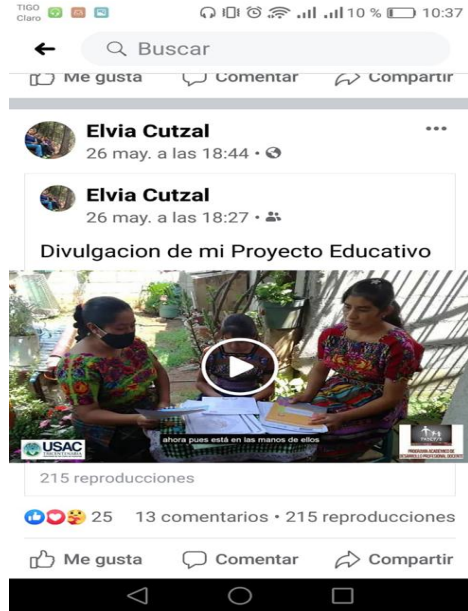 TIGO
Claro
10 % 10:37
Buscar
Me gusta Comentar Compartir
Elvia Cutzal
26 may. a las 18:44 •
Elvia Cutzal
26 may. a las 18:27 •
Divulgacion de mi Proyecto Educativo
USAC
TRICENTENARIA
ahora pues está en las manos de ellos
PROGRAMA ACADÉMICO DE
DESARROLLO PROFESIONAL DOCENTE
215 reproducciones
25 13 comentarios • 215 reproducciones
Me gusta Comentar Compartir